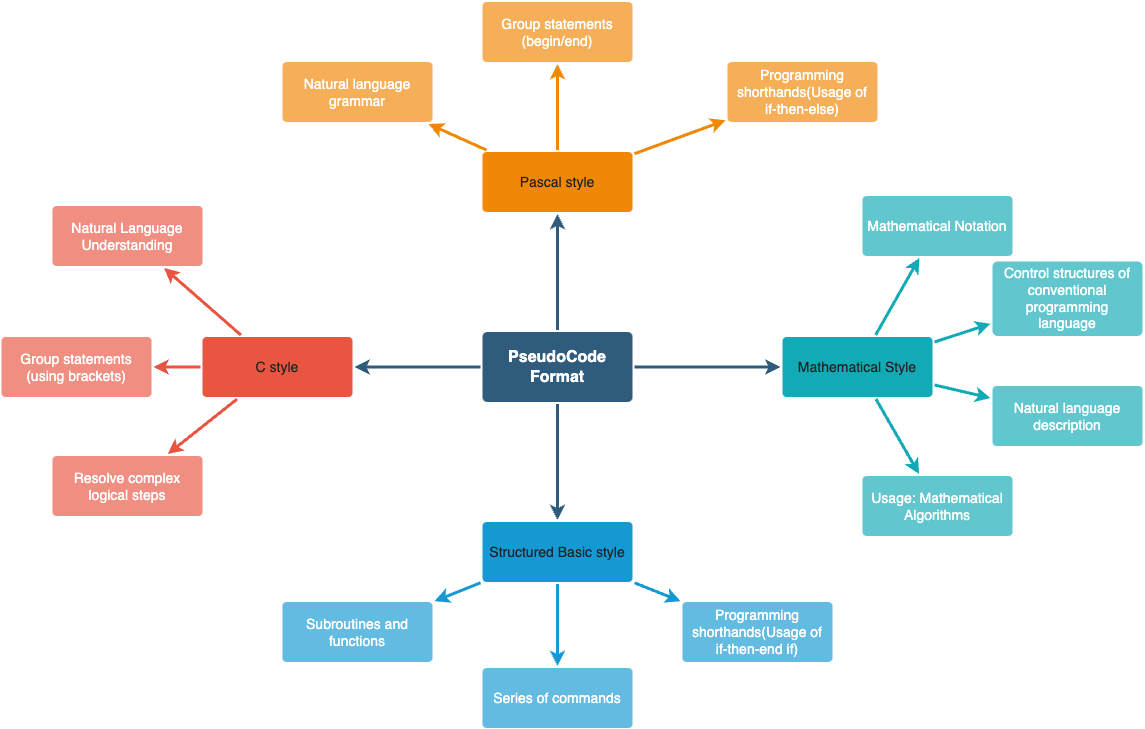 Group statements
(begin/end)
Natural language
grammar
Programming
shorthands(Usage of
if-then-else)
Pascal style
Natural Language
Understanding
Mathematical Notation
Control structures of
conventional
programming
language
Group statements
(using brackets)
C style
PseudoCode
Format
Mathematical Style
Natural language
description
Resolve complex
logical steps
Usage: Mathematical
Algorithms
Structured Basic style
Subroutines and
functions
Programming
shorthands(Usage of
if-then-end if)
Series of commands